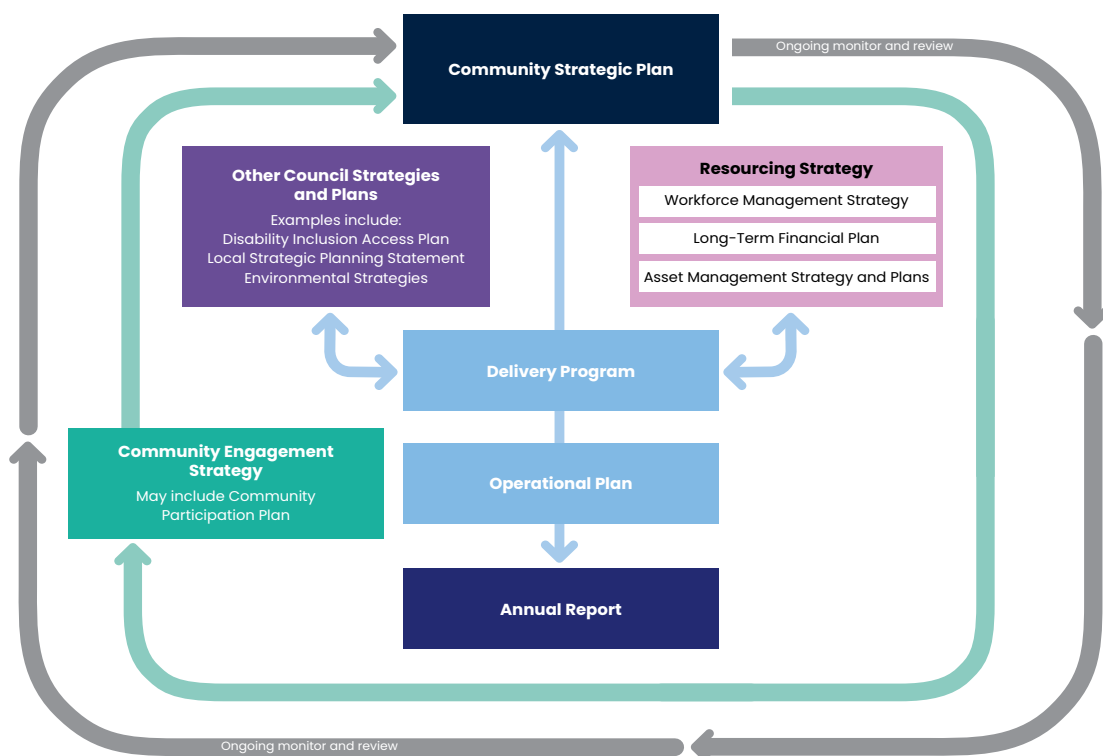 Ongoing monitor and review
Community Strategic Plan
Other Council Strategies
and Plans
Examples include:
Disability Inclusion Access Plan
Local Strategic Planning Statement
Environmental Strategies
Resourcing Strategy
Workforce Management Strategy
Long-Term Financial Plan
Asset Management Strategy and Plans
Delivery Program
Community Engagement
Strategy
May include Community
Participation Plan
Operational Plan
Annual Report
Ongoing monitor and review